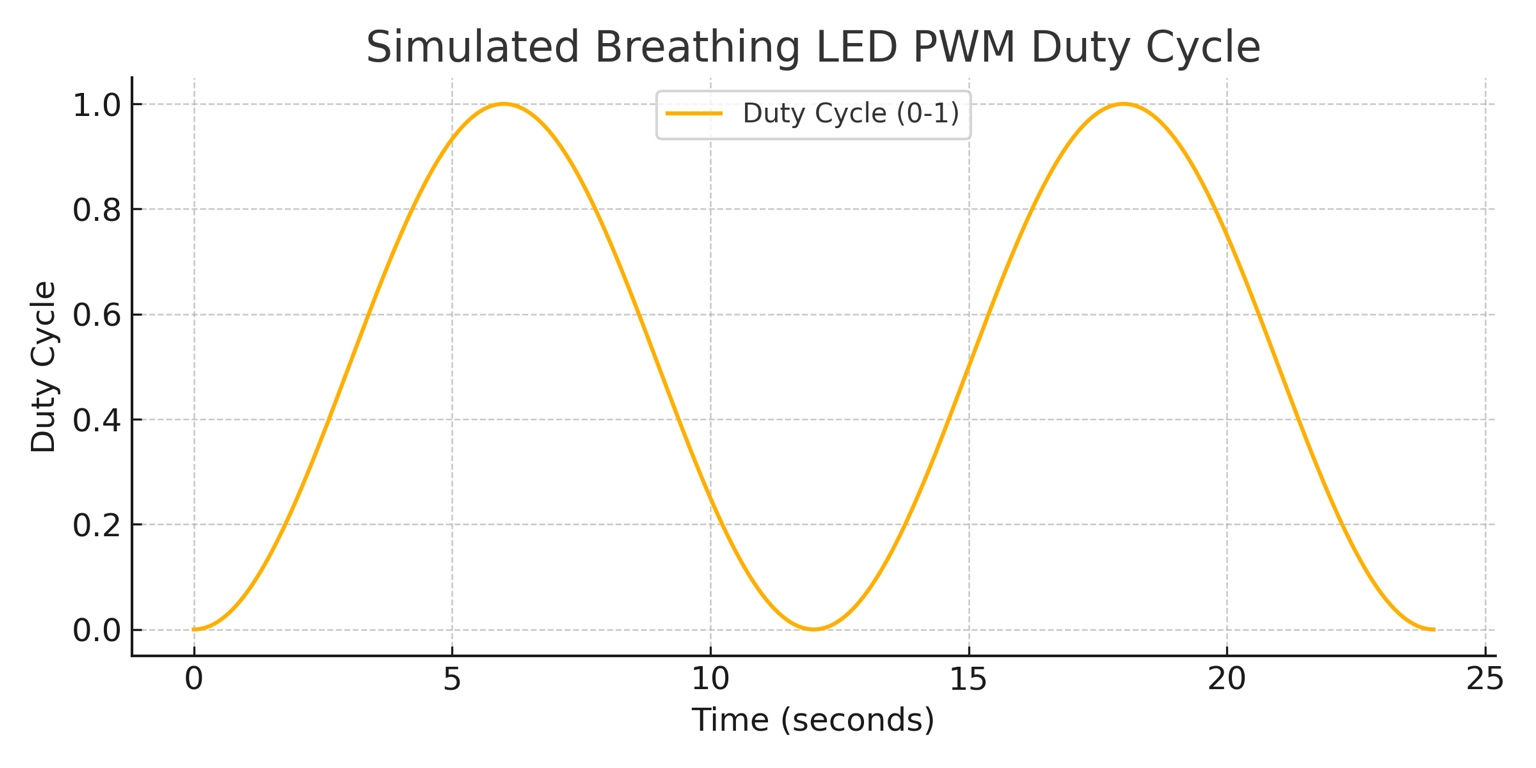 Simulated Breathing LED PWM Duty Cycle
Duty Cycle (0-1)
Duty Cycle
1.0
0.8
0.6
0.4
0.2
0.0
0 5 10 15 20 25
Time (seconds)